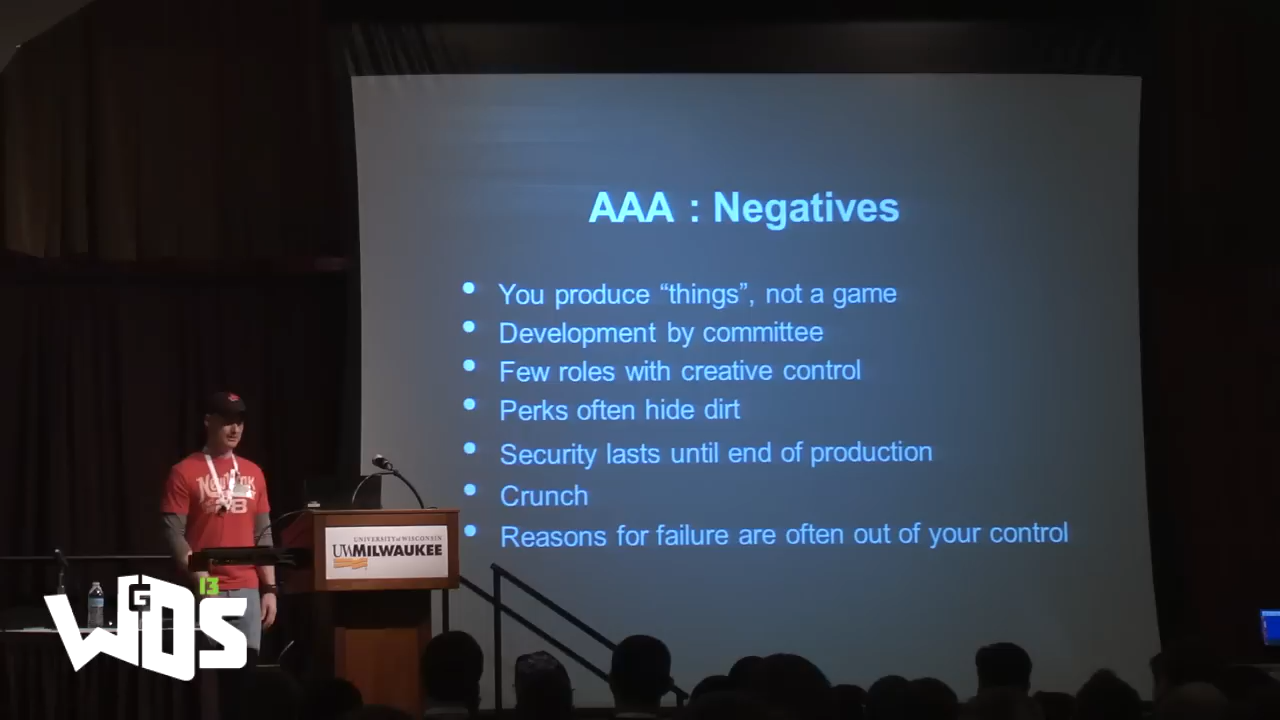 AAA : Negatives
• You produce “things”, not a game
• Development by committee
• Few roles with creative control
• Perks often hide dirt
• Security lasts until end of production
• Crunch
• Reasons for failure are often out of your control
UNIVERSITY of WISCONSIN
UWMILWAUKEE
13
WGDS